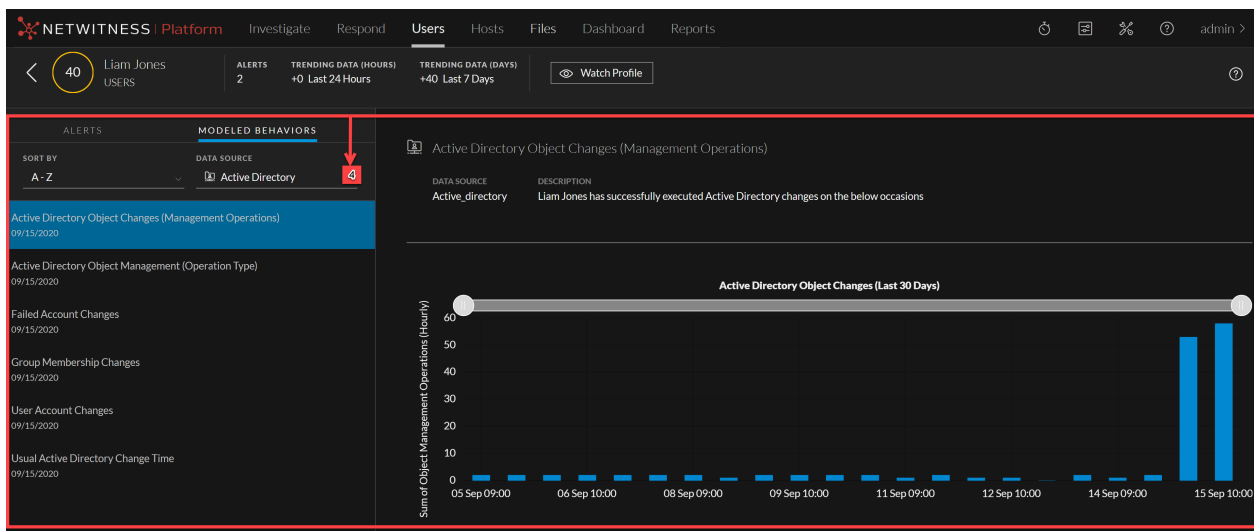 NETWITNESS | Platform Investigate Respond Users Hosts Files Dashboard Reports admin >
40 Liam Jones USERS
ALERTS 2
TRENDING DATA (HOURS) +0 Last 24 Hours
TRENDING DATA (DAYS) +40 Last 7 Days
Watch Profile
ALERTS MODELED BEHAVIORS
SORT BY DATA SOURCE
A - Z Active Directory 4
Active Directory Object Changes (Management Operations)
09/15/2020
Active Directory Object Management (Operation Type)
09/15/2020
Failed Account Changes
09/15/2020
Group Membership Changes
09/15/2020
User Account Changes
09/15/2020
Usual Active Directory Change Time
09/15/2020
Active Directory Object Changes (Management Operations)
DATA SOURCE DESCRIPTION
Active_directory Liam Jones has successfully executed Active Directory changes on the below occasions
Active Directory Object Changes (Last 30 Days)
Sum of Object Management Operations (Hourly)
60
50
40
30
20
10
0
05 Sep 09:00 06 Sep 10:00 08 Sep 09:00 09 Sep 10:00 11 Sep 09:00 12 Sep 10:00 14 Sep 09:00 15 Sep 10:00